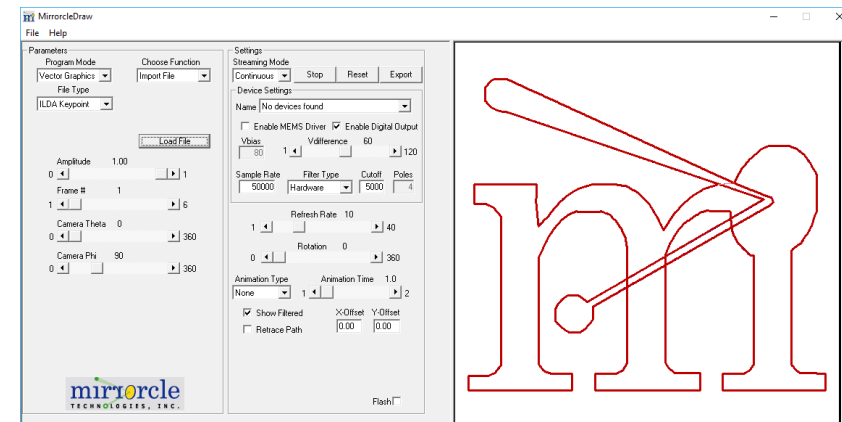 MirrorcleDraw
File Help
Parameters
Program Mode Choose Function
Vector Graphics Import File
File Type
ILDA Keypoint
Load File
Amplitude 1.00
0 1
Frame # 1
1 6
Camera Theta 0
0 360
Camera Phi 90
0 360
mirrorcle
TECHNOLOGIES, INC.
Settings
Streaming Mode
Continuous Stop Reset Export
Device Settings
Name No devices found
Enable MEMS Driver Enable Digital Output
Vbias Vdifference 60
80 1 120
Sample Rate Filter Type Cutoff Poles
50000 Hardware 5000 4
Refresh Rate 10
1 40
Rotation 0
0 360
Animation Type Animation Time 1.0
None 1 2
Show Filtered X-Offset Y-Offset
Retrace Path 0.00 0.00
Flash
m